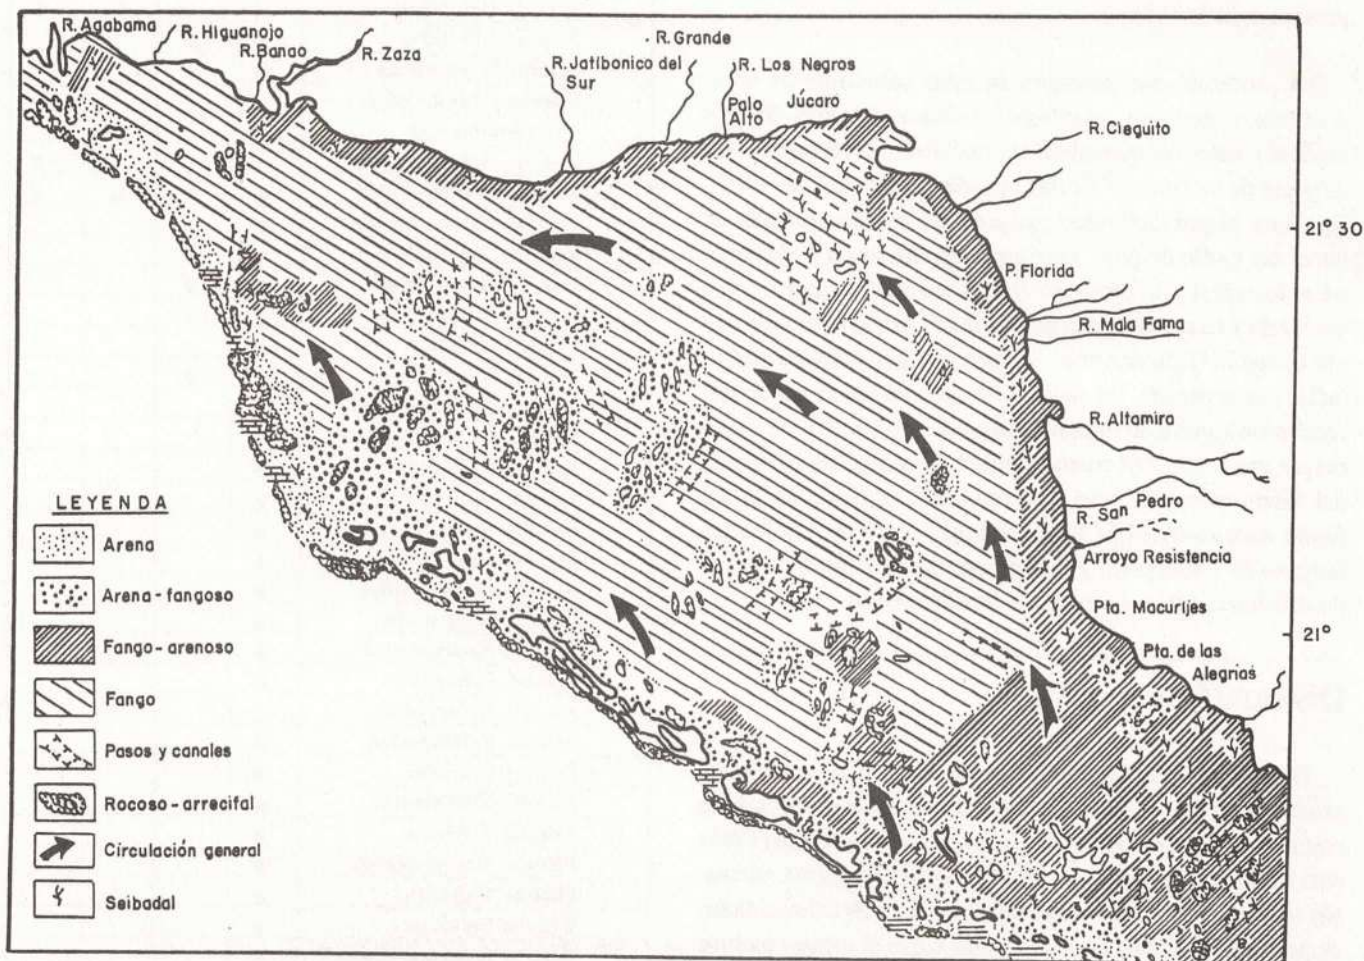 R. Agabama
R. Higuanojo
R. Banao
R. Zaza
R. Jatibonico del
Sur
R. Grande
R. Los Negros
Palo
Alto
Júcaro
R. Cieguito
21° 30
P. Florida
R. Mala Fama
R. Altamira
R. San Pedro
Arroyo Resistencia
Pta. Macurijes
21°
Pta. de las
Alegrias
LEYENDA
Arena
Arena - fangoso
Fango - arenoso
Fango
Pasos y canales
Rocoso - arrecifal
Circulación general
Seibadal